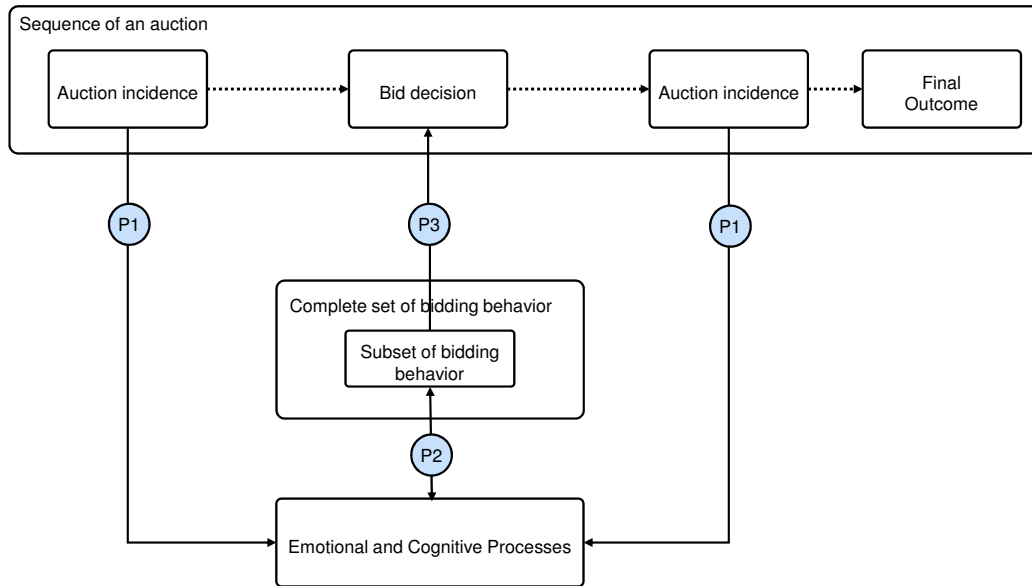 Sequence of an auction
Auction incidence
Bid decision
Auction incidence
Final
Outcome
P1
P3
P1
Complete set of bidding behavior
Subset of bidding
behavior
P2
Emotional and Cognitive Processes